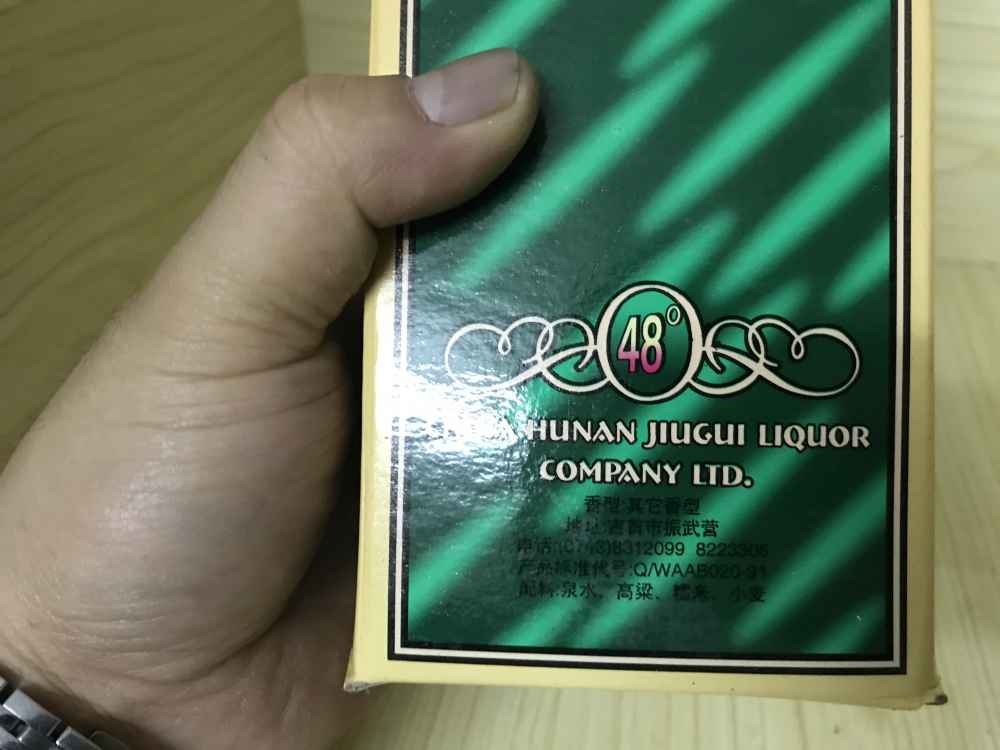 48°
HUNAN JIUGUI LIQUOR
COMPANY LTD.
香型:其它香型
地址:吉首市振武营
电话:(0743)8312099 8223306
产品标准代号:Q/WAAB020-91
配料:泉水、高粱、糯米、小麦